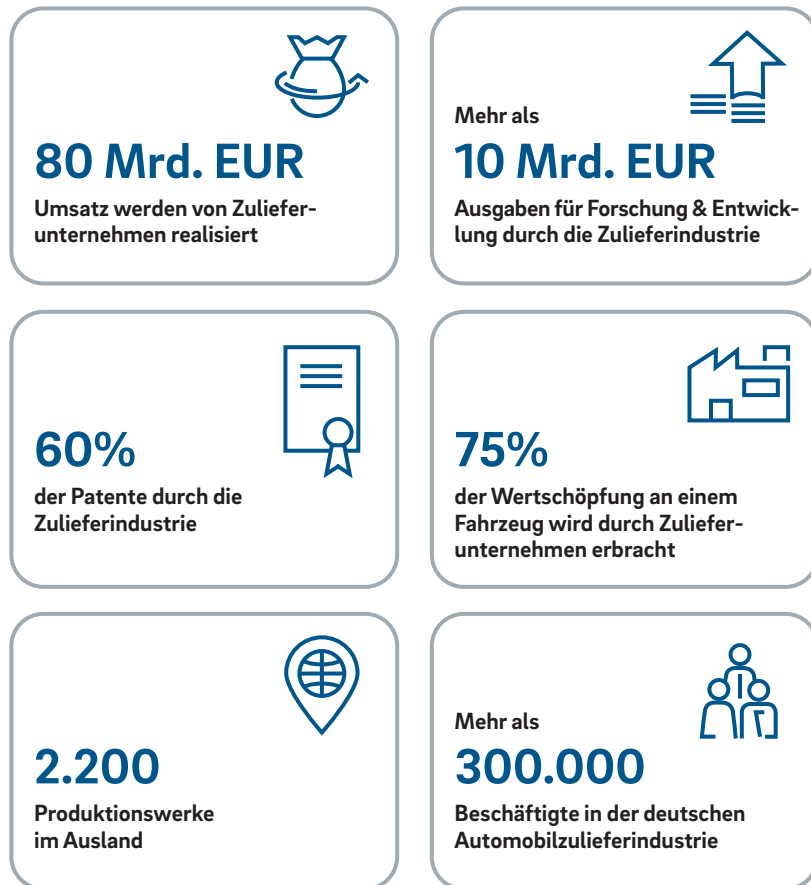 80 Mrd. EUR
Umsatz werden von Zuliefer-
unternehmen realisiert
Mehr als
10 Mrd. EUR
Ausgaben für Forschung & Entwick-
lung durch die Zulieferindustrie
60%
der Patente durch die
Zulieferindustrie
75%
der Wertschöpfung an einem
Fahrzeug wird durch Zuliefer-
unternehmen erbracht
2.200
Produktionswerke
im Ausland
Mehr als
300.000
Beschäftigte in der deutschen
Automobilzulieferindustrie